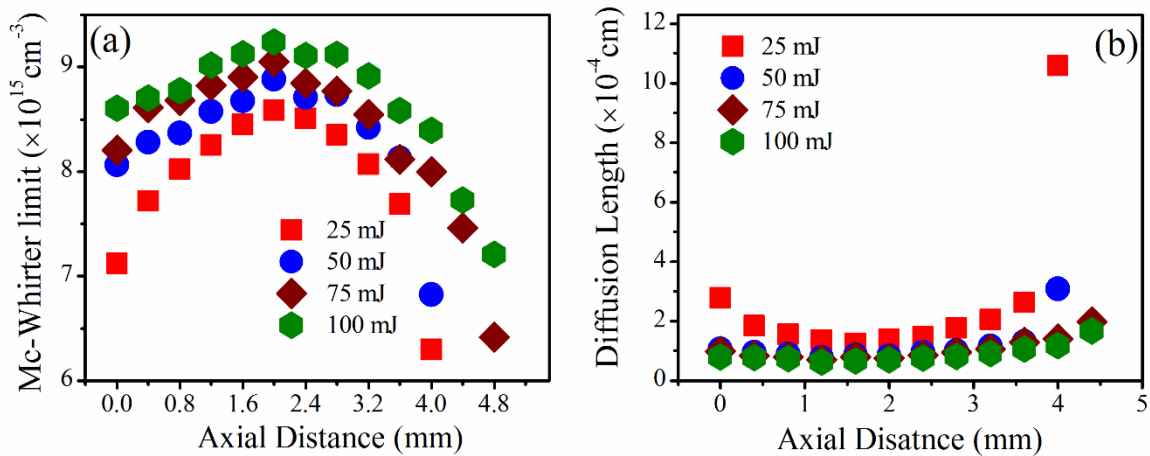 (a)
Mc-Whirter limit (×10¹⁵ cm⁻³)
9
8
7
6
25 mJ
50 mJ
75 mJ
100 mJ
0.0 0.8 1.6 2.4 3.2 4.0 4.8
Axial Distance (mm)
(b)
Diffusion Length (×10⁻⁴ cm)
12
10
8
6
4
2
0
25 mJ
50 mJ
75 mJ
100 mJ
0 1 2 3 4 5
Axial Disatnce (mm)